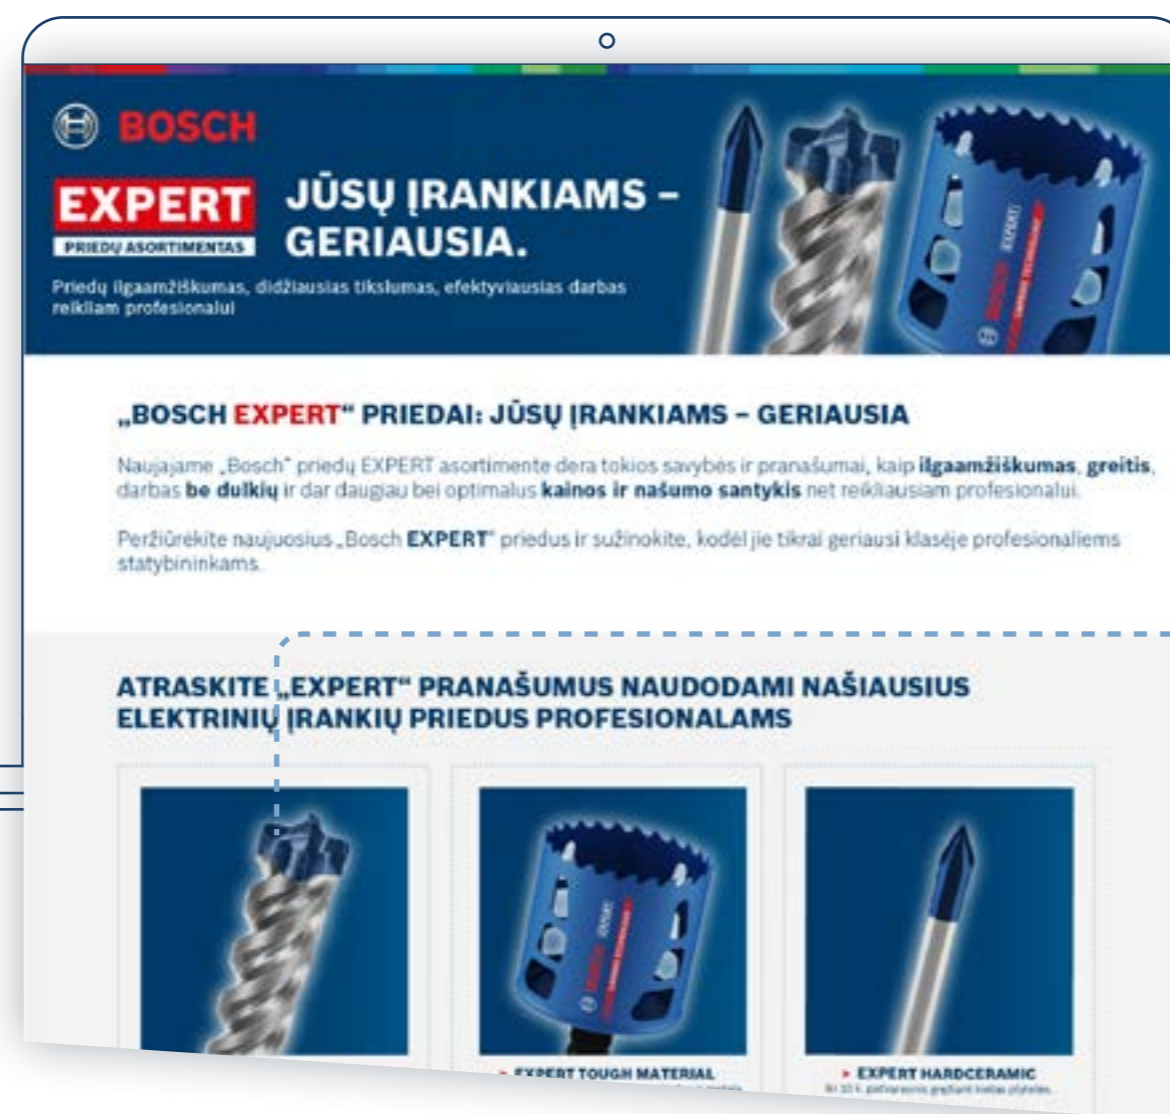 BOSCH
EXPERT
PRIEDŲ ASORTIMENTAS
JŪSŲ ĮRANKIAMS –
GERIAUSIA.
Priedų ilgaamžiškumas, didžiausias tikslumas, efektyviausias darbas
reikliam profesionalui
„BOSCH EXPERT“ PRIEDAI: JŪSŲ ĮRANKIAMS – GERIAUSIA
Naujajame „Bosch“ priedų EXPERT asortimente dera tokios savybės ir pranašumai, kaip ilgaamžiškumas, greitis,
darbas be dulkių ir dar daugiau bei optimalus kainos ir našumo santykis net reikliausiam profesionalui.
Peržiūrėkite naujuosius „Bosch EXPERT“ priedus ir sužinokite, kodėl jie tikrai geriausi klasėje profesionaliems
statybininkams.
ATRASKITE „EXPERT“ PRANAŠUMUS NAUDODAMI NAŠIAUSIUS
ELEKTRINIŲ ĮRANKIŲ PRIEDUS PROFESIONALAMS
BOSCH EXPERT
EXPERT TOUGH MATERIAL
EXPERT HARDCERAMIC